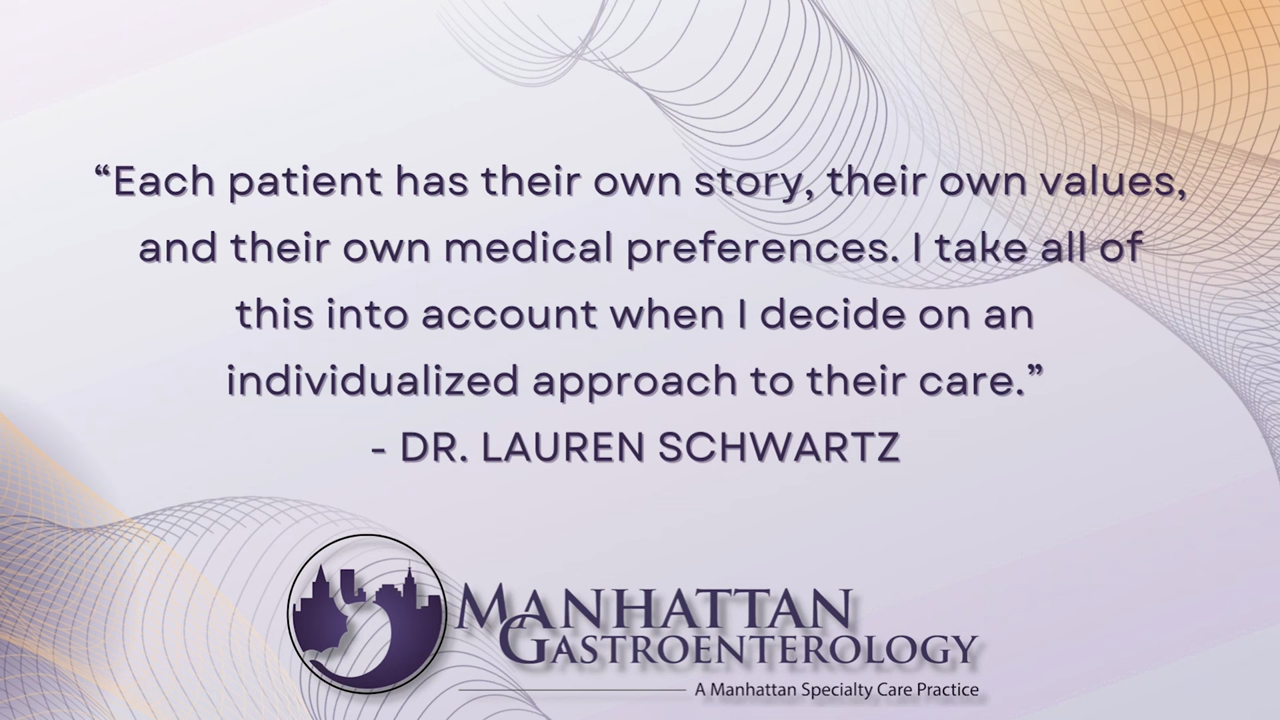 “Each patient has their own story, their own values,
and their own medical preferences. I take all of
this into account when I decide on an
individualized approach to their care.”
- DR. LAUREN SCHWARTZ
MANHATTAN
GASTROENTEROLOGY
A Manhattan Specialty Care Practice